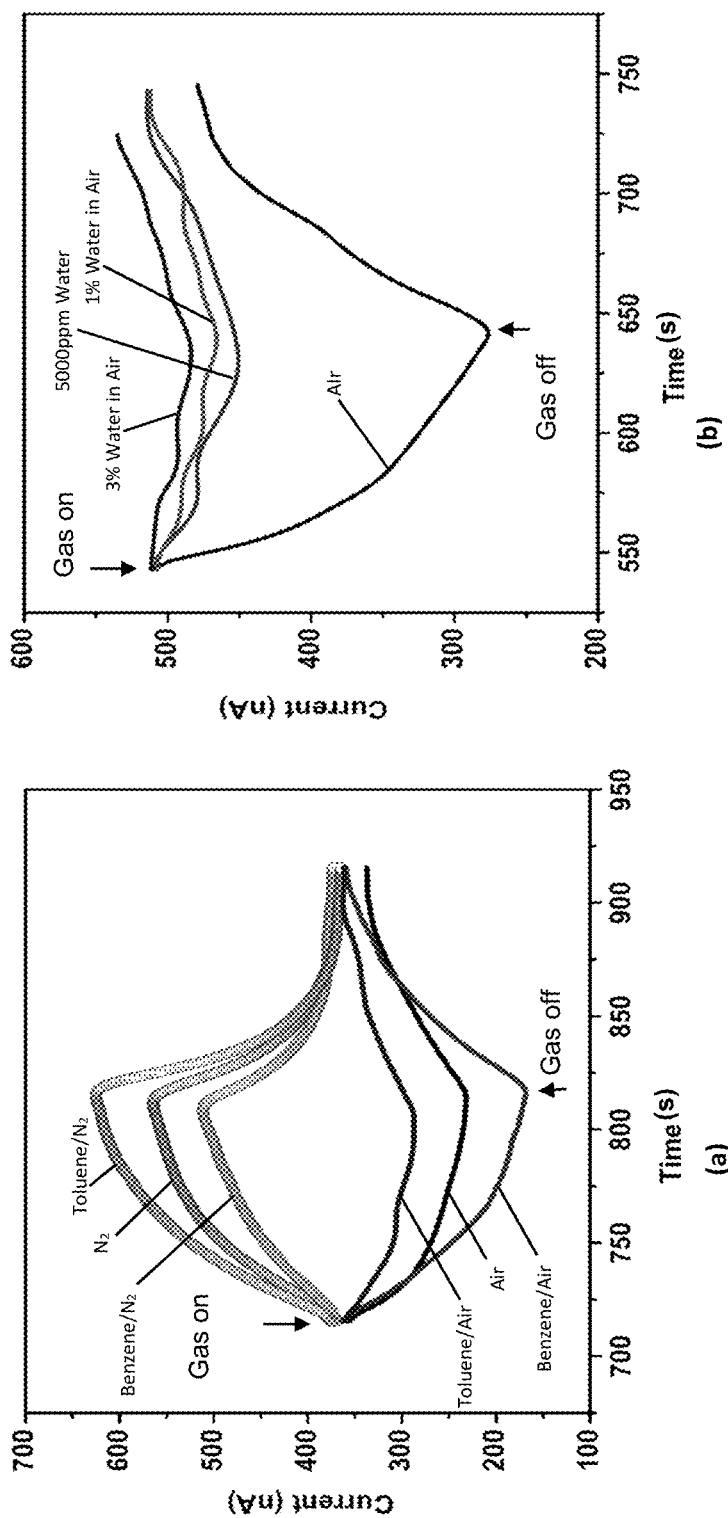 700
600
500
400
300
200
100
Current (nA)
700
750
800
850
900
950
Time (s)
(a)
Toluene/N2
N2
Benzene/N2
Gas on
Toluene/Air
Air
Benzene/Air
Gas off
600
500
400
300
200
Current (nA)
550
600
650
700
750
Time (s)
(b)
Gas on
3% Water in Air
5000ppm Water
1% Water in Air
AIr
Gas off